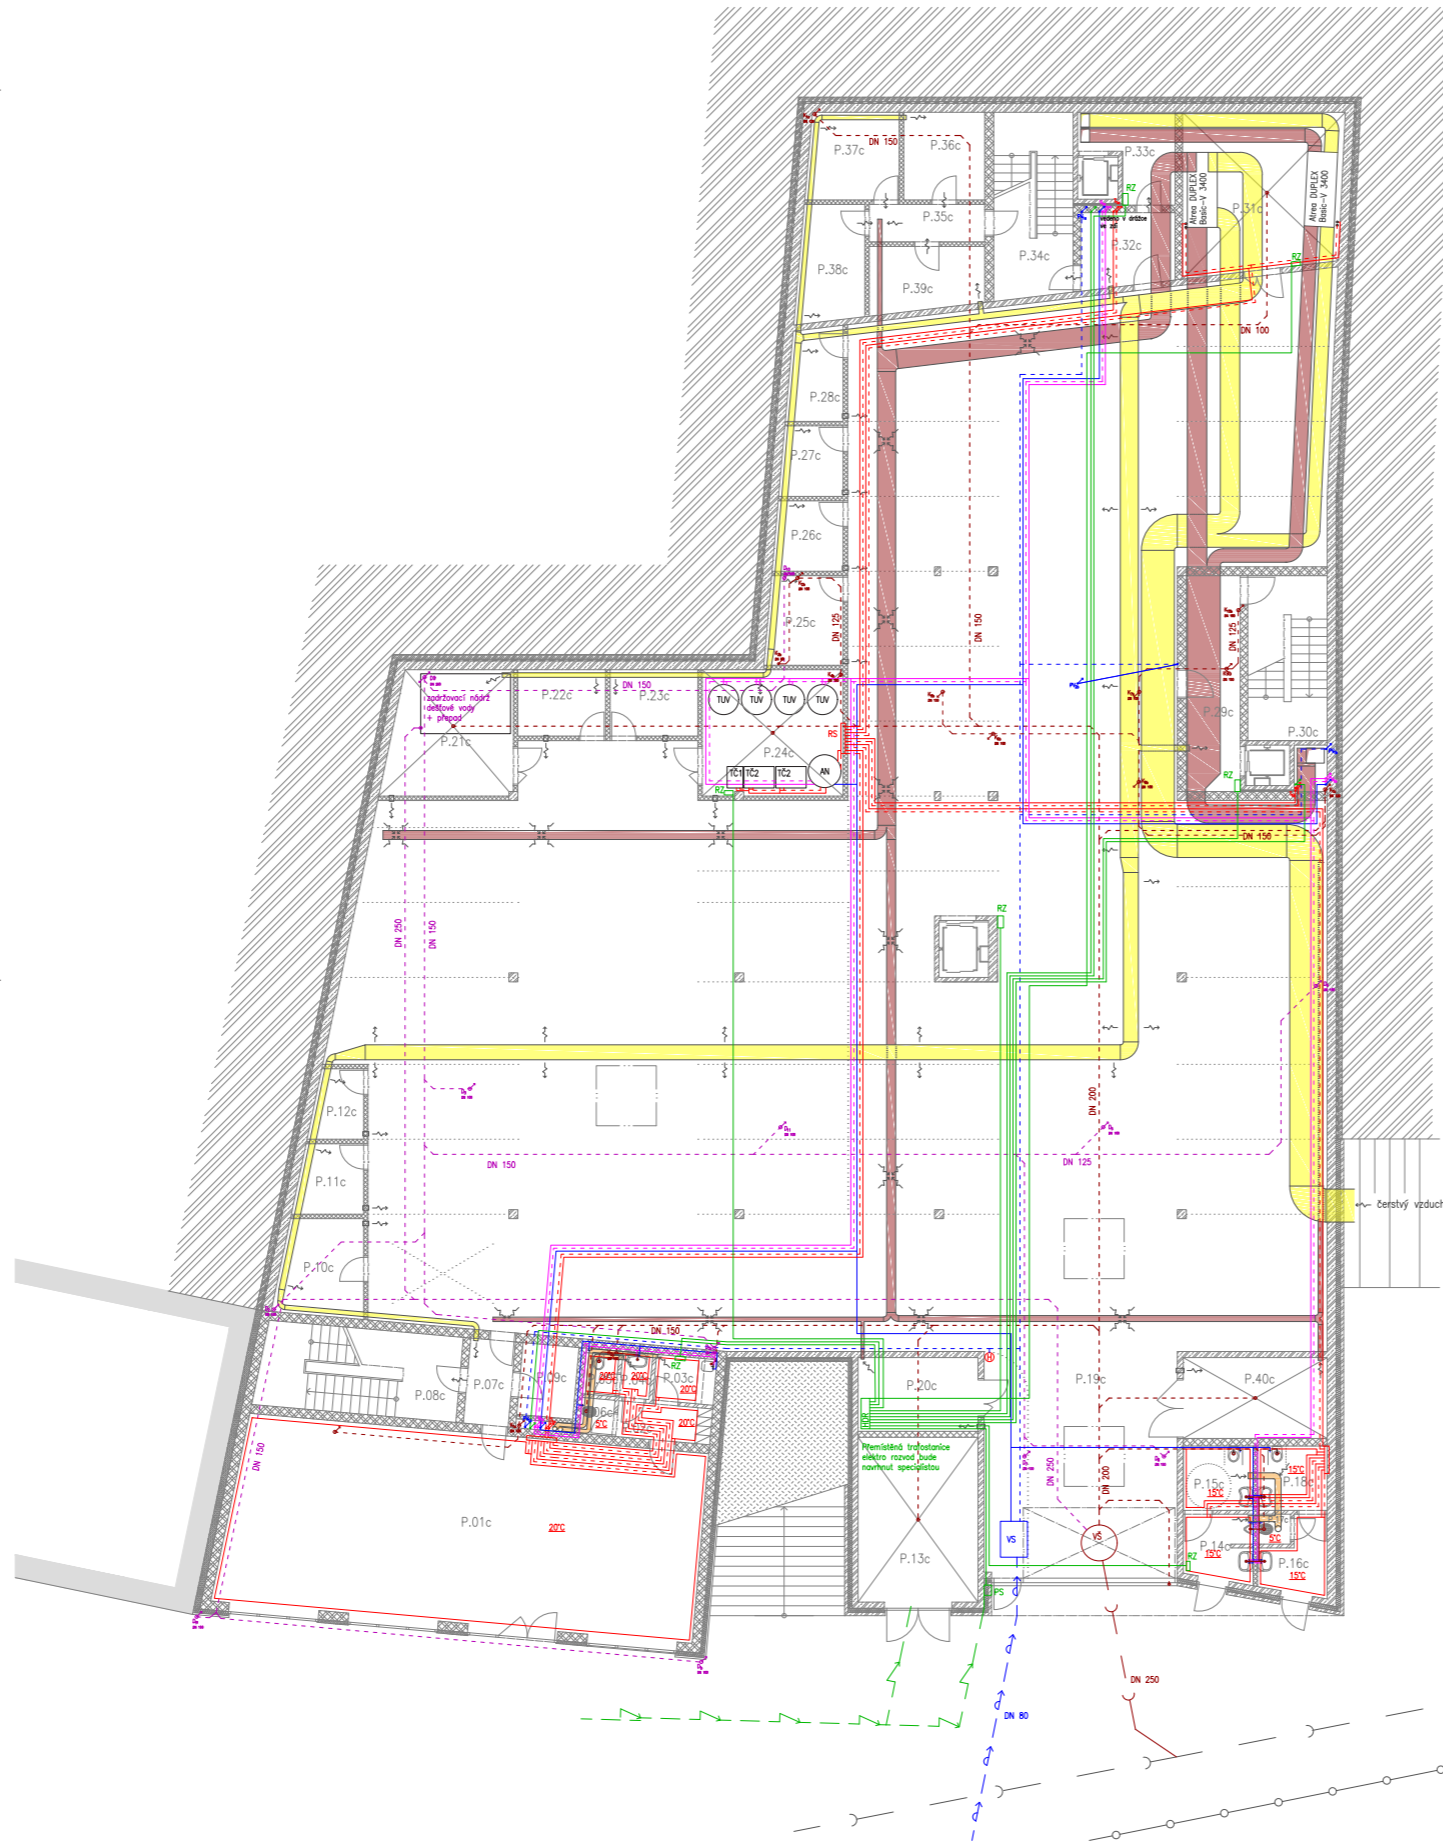 P.37c
DN 150
P.36c
P.33c
RZ
Atrea DUPLEX
Basic-V 3400
Atrea DUPLEX
Basic-V 3400
P.31c
P.35c
vedeno v drážce
ve zdi
P.32c
P.34c
RZ
P.38c
P.39c
DN 100
P.28c
P.27c
P.26c
P.25c
DN 125
DN 150
DN 125
DN 150
zadržovací nádrž
dešťové vody
+ přepad
P.21c
P.22c
P.23c
TUV
TUV
TUV
TUV
RS
P.24c
TČ1
TČ2
TČ2
AN
RZ
P.29c
P.30c
RZ
DN 150
DN 250
DN 150
RZ
P.12c
DN 200
DN 150
DN 125
P.11c
čerstvý vzduch
P.10c
DN 150
RZ
P.08c
P.07c
P.03c
20°C
20°C
20°C
20°C
5°C
P.20c
HDR
H
P.19c
P.40c
Přemístěná trafostanice
elektro rozvod bude
navrhnut specialistou
DN 150
DN 250
DN 200
P.15c
15°C
P.18c
15°C
P.01c
20°C
VS
VŠ
P.13c
P.14c
15°C
5°C
P.16c
15°C
RZ
PS
DN 250
DN 80